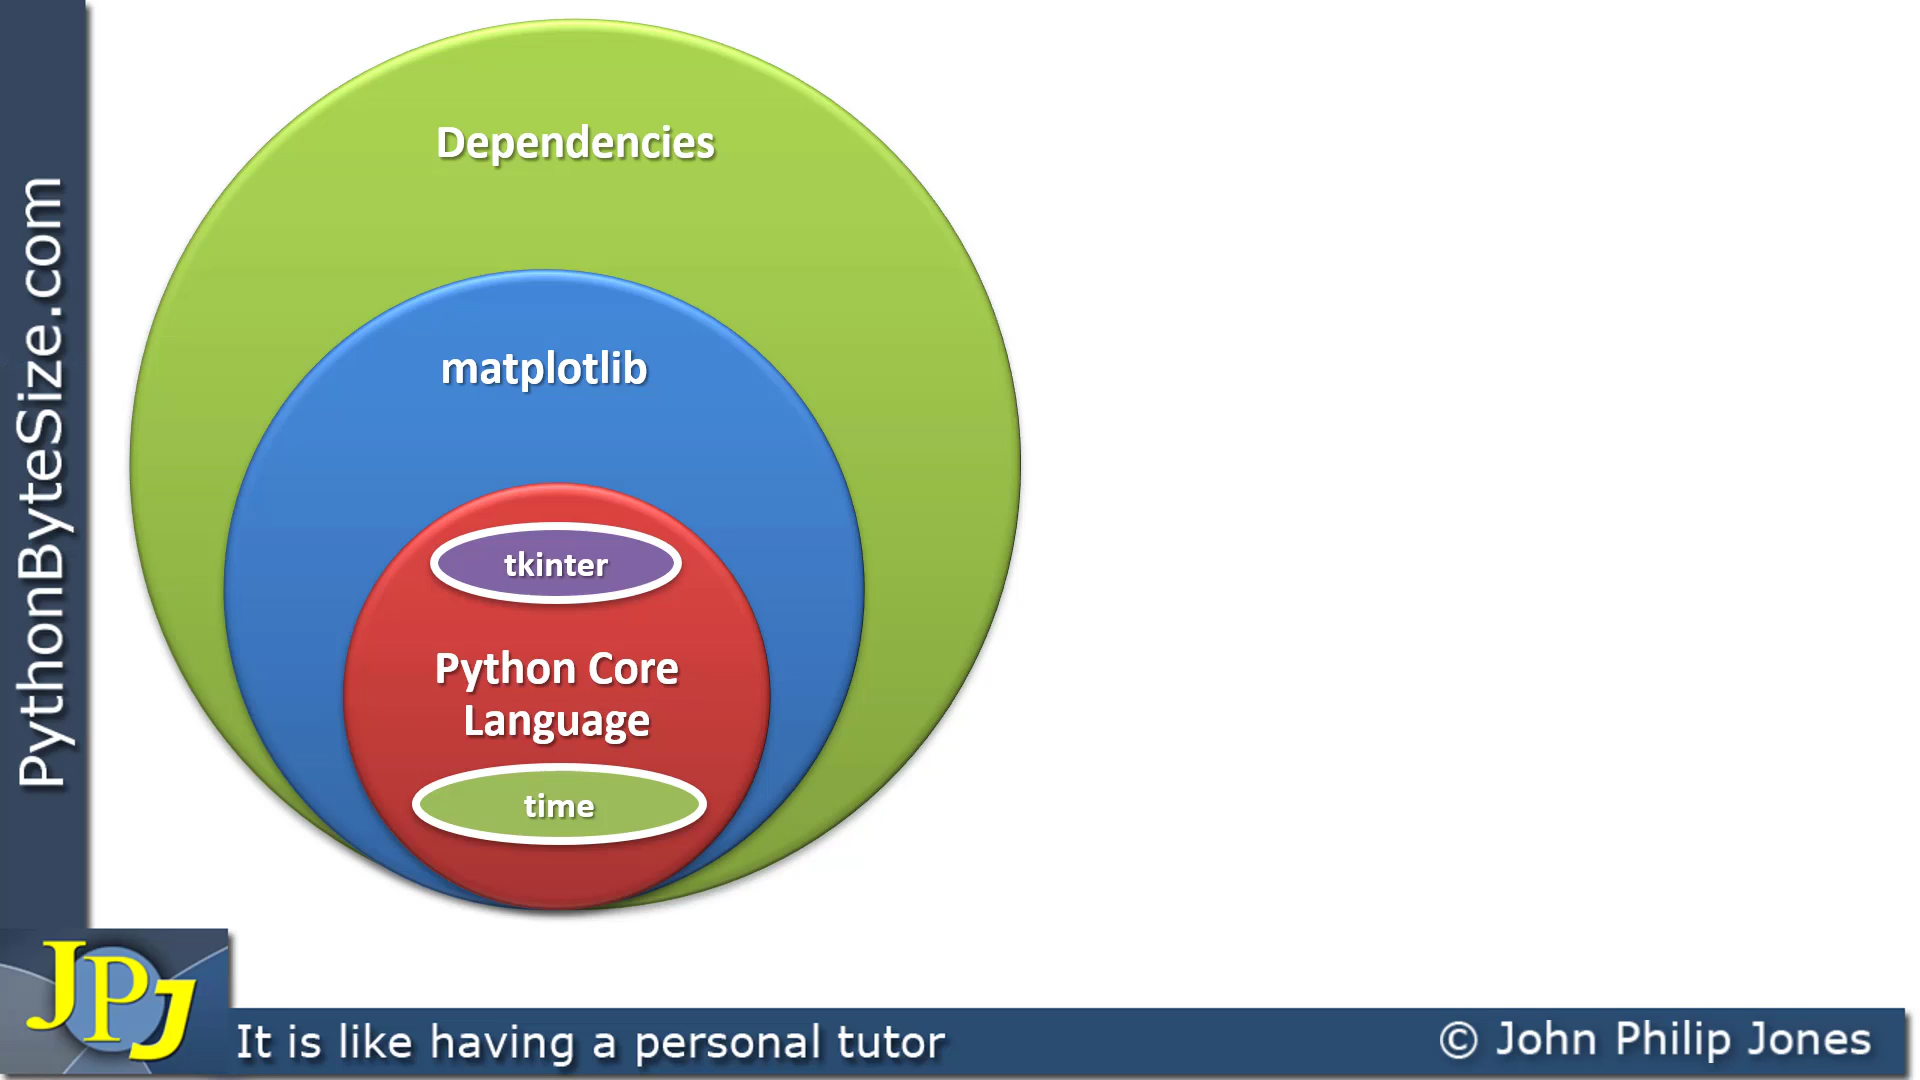 PythonByteSize.com
Dependencies
matplotlib
tkinter
Python Core
Language
time
JPJ
It is like having a personal tutor
© John Philip Jones